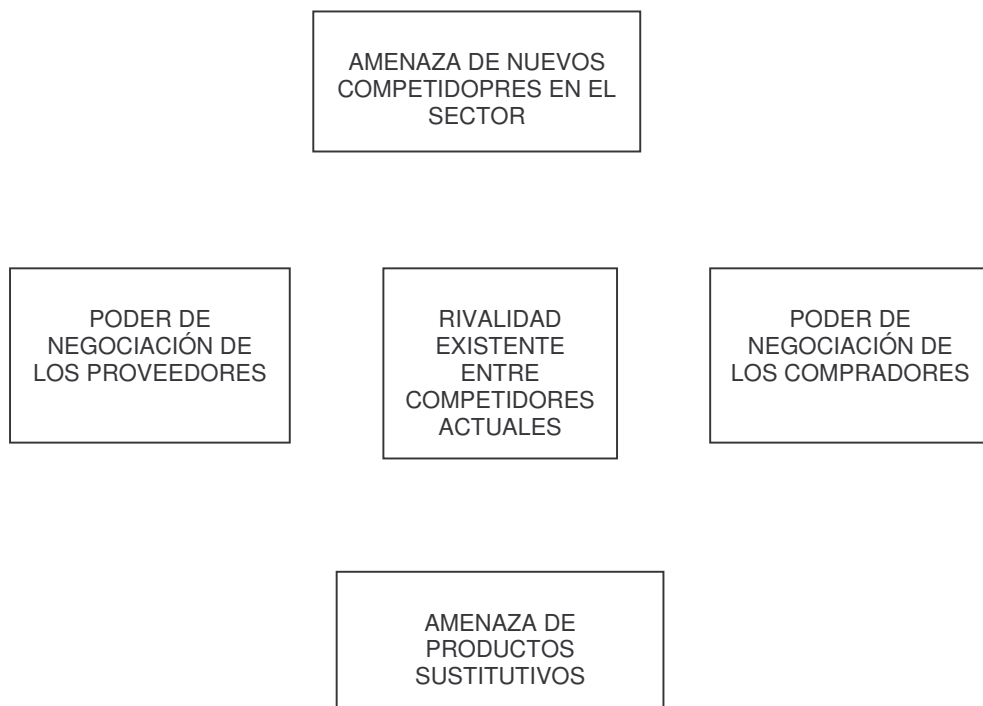 AMENAZA DE NUEVOS
COMPETIDOPRES EN EL
SECTOR
PODER DE
NEGOCIACIÓN DE
LOS PROVEEDORES
RIVALIDAD
EXISTENTE
ENTRE
COMPETIDORES
ACTUALES
PODER DE
NEGOCIACIÓN DE
LOS COMPRADORES
AMENAZA DE
PRODUCTOS
SUSTITUTIVOS